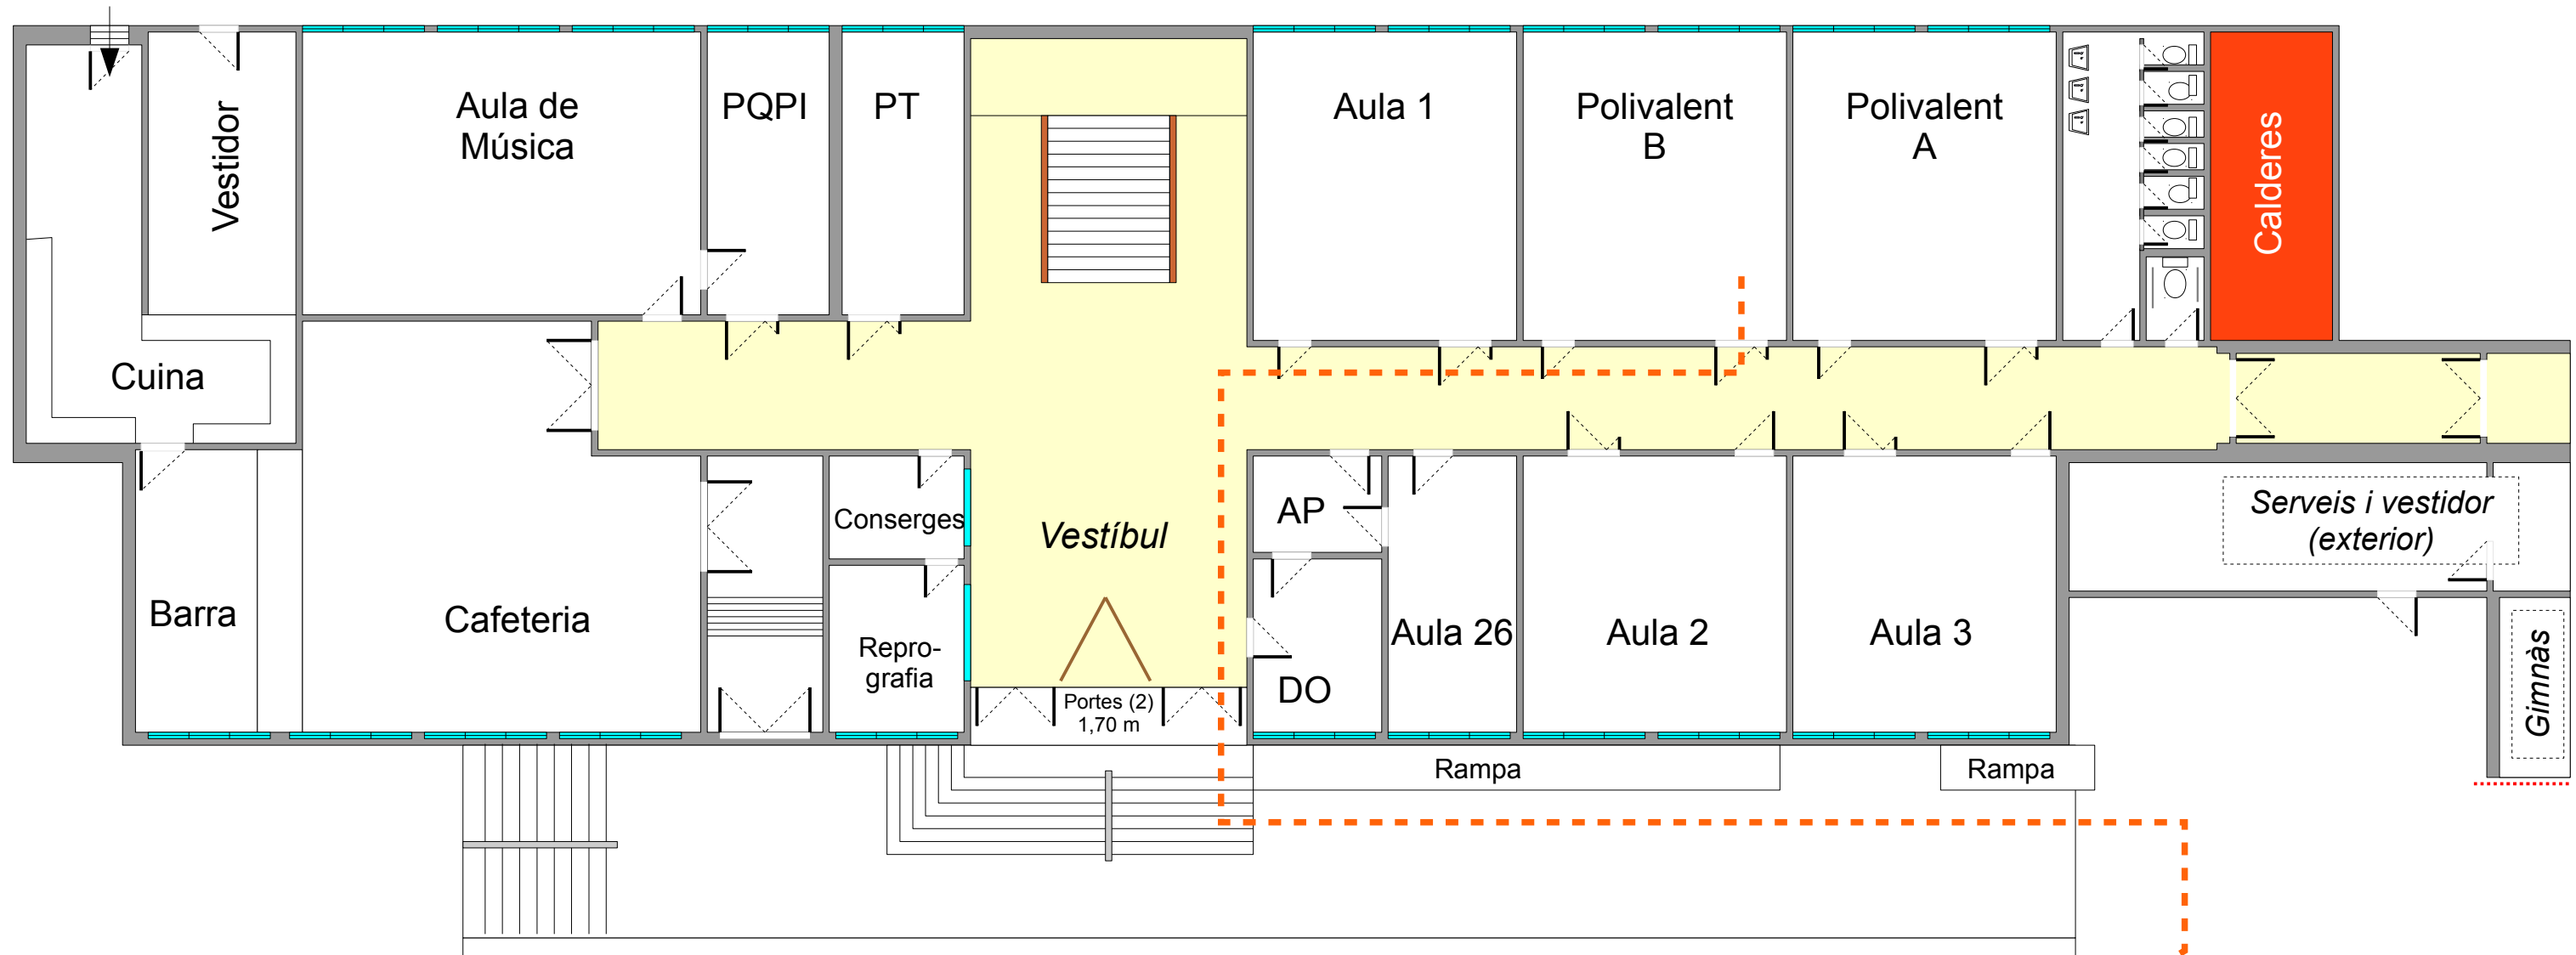 Vestidor
Aula de
Música
PQPI
PT
Aula 1
Polivalent
B
Polivalent
A
Calderes
Cuina
Conserges
Vestíbul
AP
Serveis i vestidor
(exterior)
Barra
Cafeteria
Repro-
grafia
Portes (2)
1,70 m
DO
Aula 26
Aula 2
Aula 3
Gimnàs
Rampa
Rampa